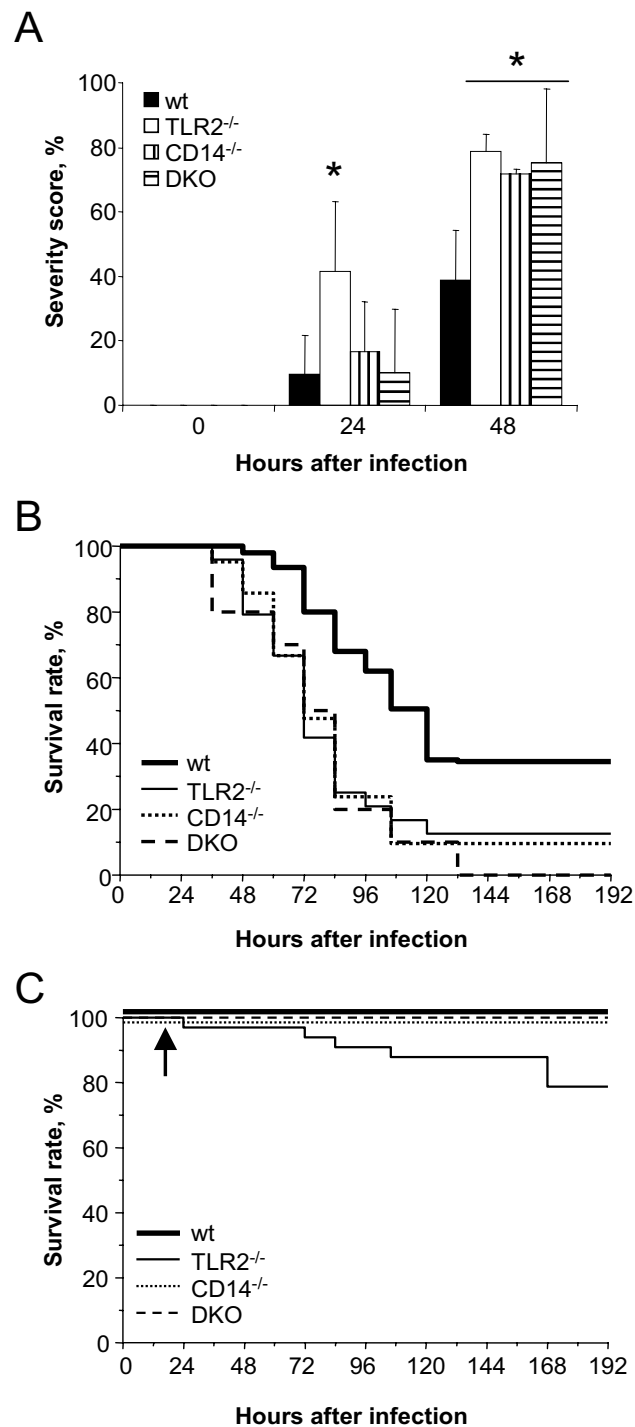 A
Severity score, %
100
80
60
40
20
0
wt
TLR2-/-
CD14-/-
DKO
*
*
0 24 48
Hours after infection
B
Survival rate, %
100
80
60
40
20
0
wt
TLR2-/-
CD14-/-
DKO
0 24 48 72 96 120 144 168 192
Hours after infection
C
Survival rate, %
100
80
60
40
20
0
wt
TLR2-/-
CD14-/-
DKO
0 24 48 72 96 120 144 168 192
Hours after infection